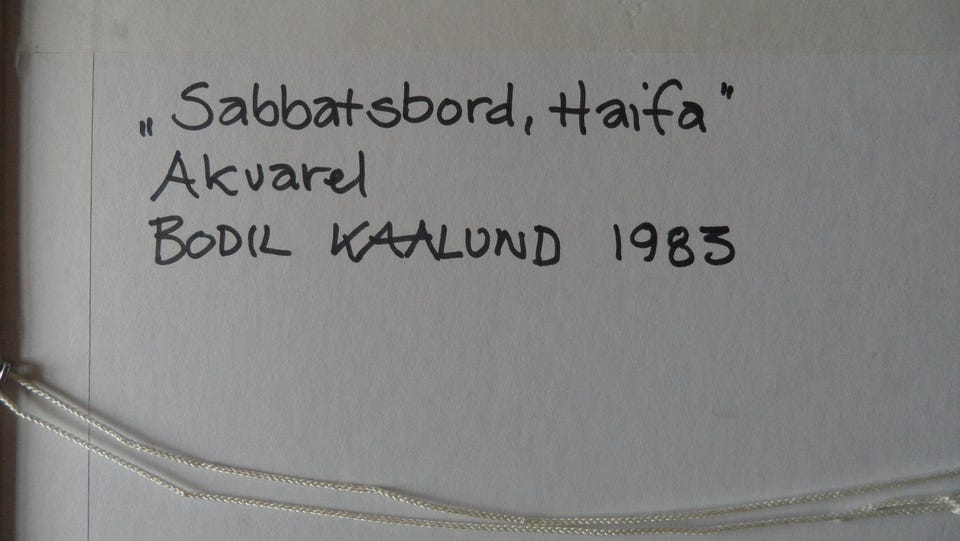 „Sabbatsbord, Haifa"
Akvarel
BODIL KAALUND 1983